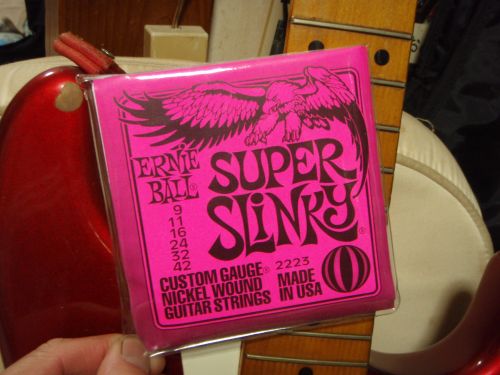 ERNIE
BALL®
SUPER
SLINKY®
9
11
16
24
32
42
CUSTOM GAUGE® 2223
NICKEL WOUND
GUITAR STRINGS
MADE
IN USA